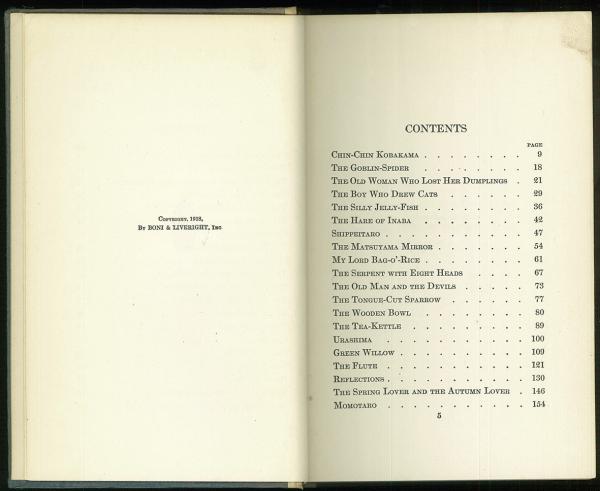 Copyright, 1918,
By BONI & LIVERIGHT, Inc
CONTENTS
PAGE
Chin-Chin Kobakama . . . . . . . . 9
The Goblin-Spider . . . . . . . 18
The Old Woman Who Lost Her Dumplings . 21
The Boy Who Drew Cats . . . . . . 29
The Silly Jelly-Fish . . . . . . . . 36
The Hare of Inaba . . . . . . . . 42
Shippeitaro . . . . . . . . . . 47
The Matsuyama Mirror . . . . . . . 54
My Lord Bag-o'-Rice . . . . . . . 61
The Serpent with Eight Heads . . . . 67
The Old Man and the Devils . . . . . 73
The Tongue-Cut Sparrow . . . . . . 77
The Wooden Bowl . . . . . . . 80
The Tea-Kettle . . . . . . . . 89
Urashima . . . . . . . . . . 100
Green Willow . . . . . . . . . 109
The Flute . . . . . . . . . . 121
Reflections . . . . . . . . . . 130
The Spring Lover and the Autumn Lover . 146
Momotaro . . . . . . . . . . 154
5